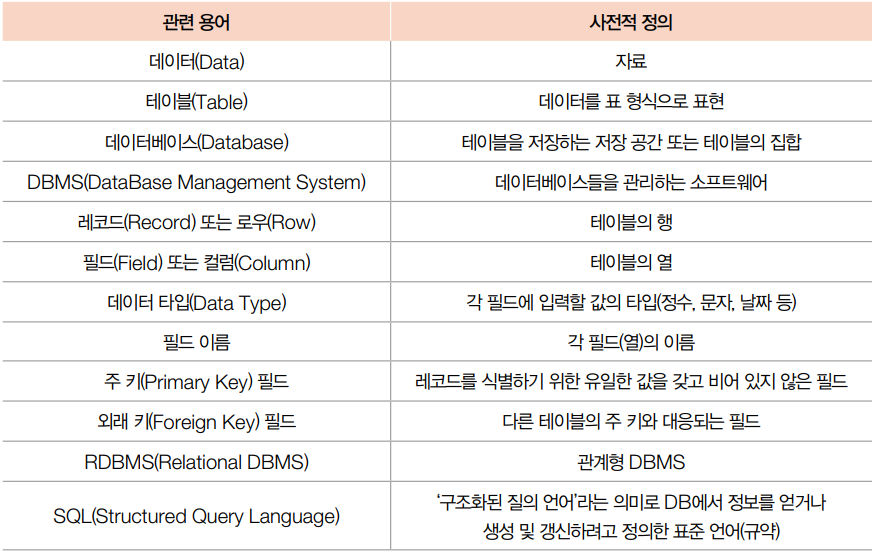 관련 용어 사전적 정의
데이터(Data) 자료
테이블(Table) 데이터를 표 형식으로 표현
데이터베이스(Database) 테이블을 저장하는 저장 공간 또는 테이블의 집합
DBMS(DataBase Management System) 데이터베이스들을 관리하는 소프트웨어
레코드(Record) 또는 로우(Row) 테이블의 행
필드(Field) 또는 컬럼(Column) 테이블의 열
데이터 타입(Data Type) 각 필드에 입력할 값의 타입(정수, 문자, 날짜 등)
필드 이름 각 필드(열)의 이름
주 키(Primary Key) 필드 레코드를 식별하기 위한 유일한 값을 갖고 비어 있지 않은 필드
외래 키(Foreign Key) 필드 다른 테이블의 주 키와 대응되는 필드
RDBMS(Relational DBMS) 관계형 DBMS
SQL(Structured Query Language) ‘구조화된 질의 언어’라는 의미로 DB에서 정보를 얻거나
생성 및 갱신하려고 정의한 표준 언어(규약)